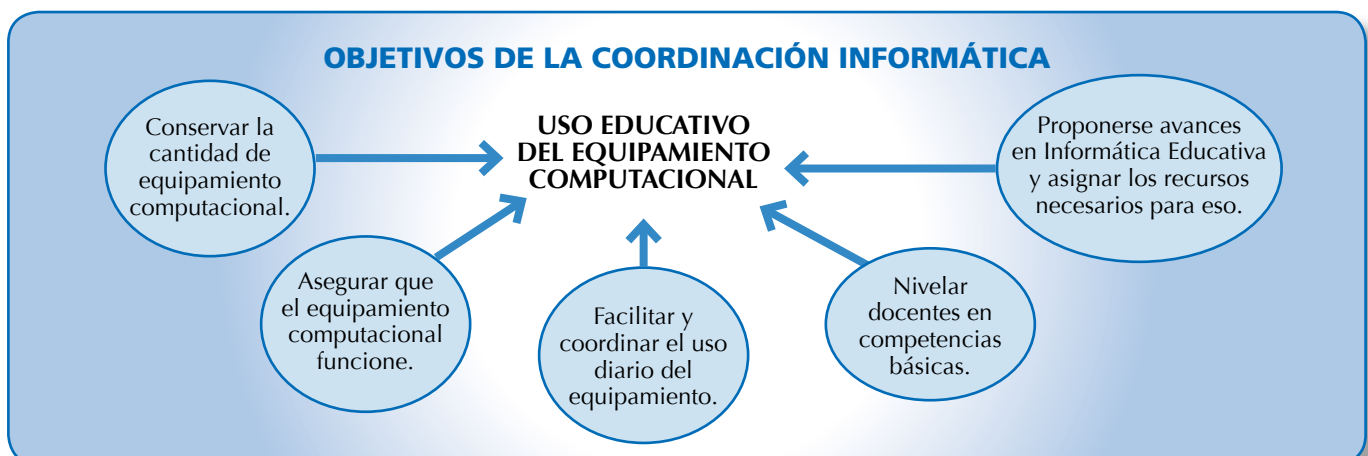 OBJETIVOS DE LA COORDINACIÓN INFORMÁTICA
USO EDUCATIVO
DEL EQUIPAMIENTO
COMPUTACIONAL
Conservar la
cantidad de
equipamiento
computacional.
Asegurar que
el equipamiento
computacional
funcione.
Facilitar y
coordinar el uso
diario del
equipamiento.
Nivelar
docentes en
competencias
básicas.
Proponerse avances
en Informática Educativa
y asignar los recursos
necesarios para eso.